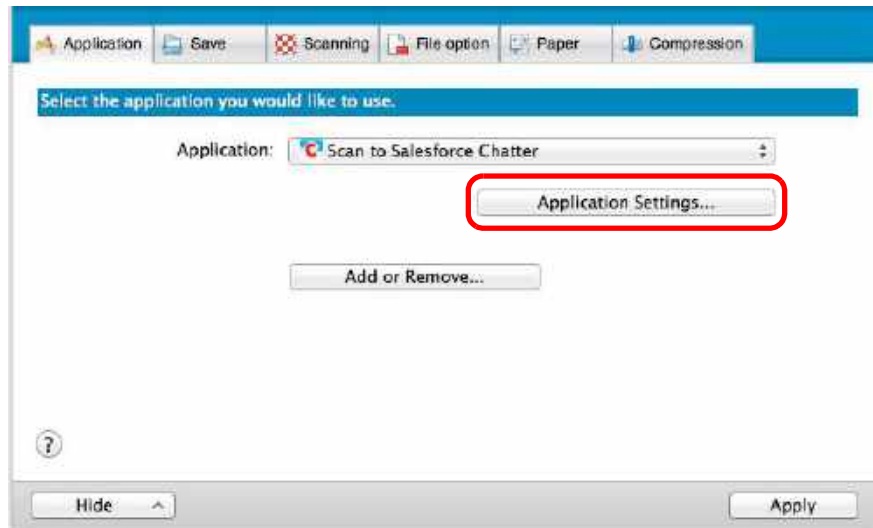 Application Save Scanning File option Paper Compression
Select the application you would like to use.
Application: Scan to Salesforce Chatter
Application Settings...
Add or Remove...
?
Hide Apply